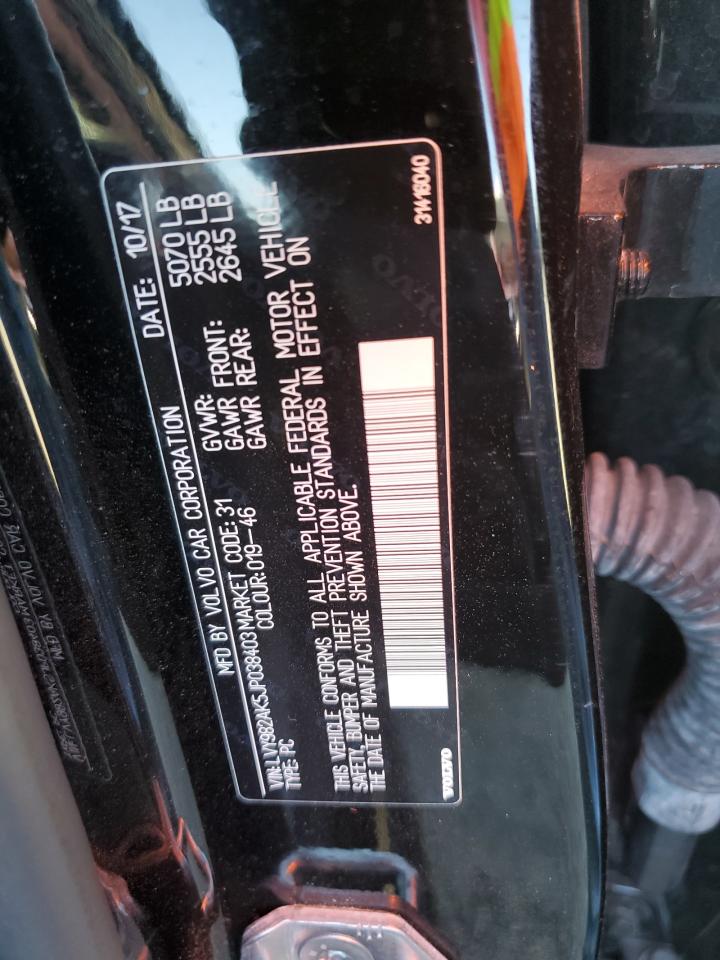 MFD BY VOLVO CAR CORPORATION DATE: 10/17
VIN: LVY982AK5JP038403 MARKET CODE: 31 GVWR: 5070 LB
TYPE: PC COLOUR: 019-46 GAWR FRONT: 2555 LB
GAWR REAR: 2645 LB
THIS VEHICLE CONFORMS TO ALL APPLICABLE FEDERAL MOTOR VEHICLE
SAFETY, BUMPER AND THEFT PREVENTION STANDARDS IN EFFECT ON
THE DATE OF MANUFACTURE SHOWN ABOVE.
VOLVO 31418040